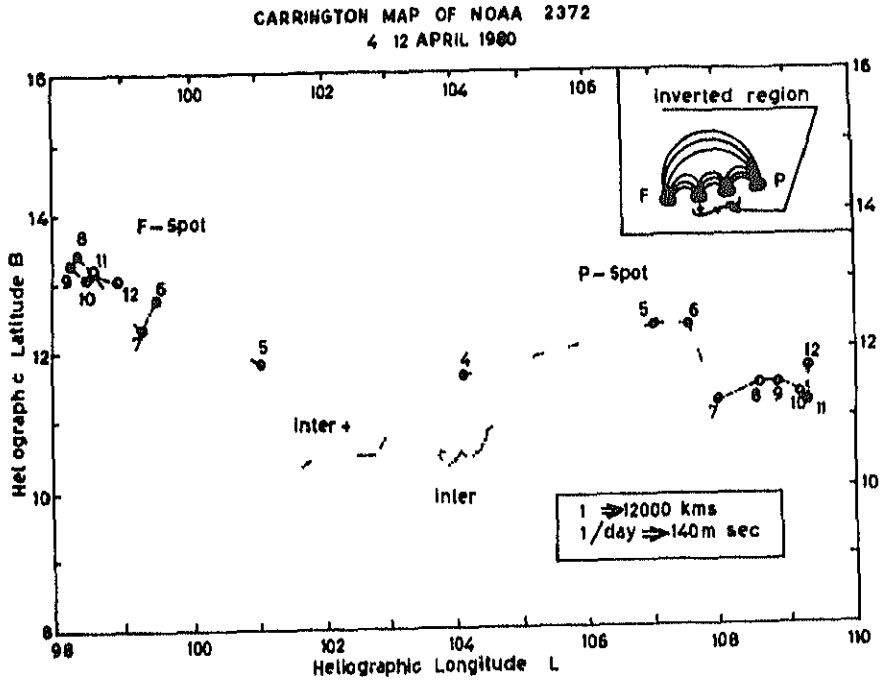 CARRINGTON MAP OF NOAA 2372
4 12 APRIL 1980
100 102 104 106
16 16
Inverted region
F P
+
14 14
F-Spot
P-Spot
8
11
9
10
12
6
7
5
4
5 6
12 12
12
7 8 9 10 11
Inter +
Inter
10 10
1 ⇒12000 kms
1/day ⇒140m sec
8
98 100 102 104 106 108 110
Heliographic Longitude L
Heliographic Latitude B